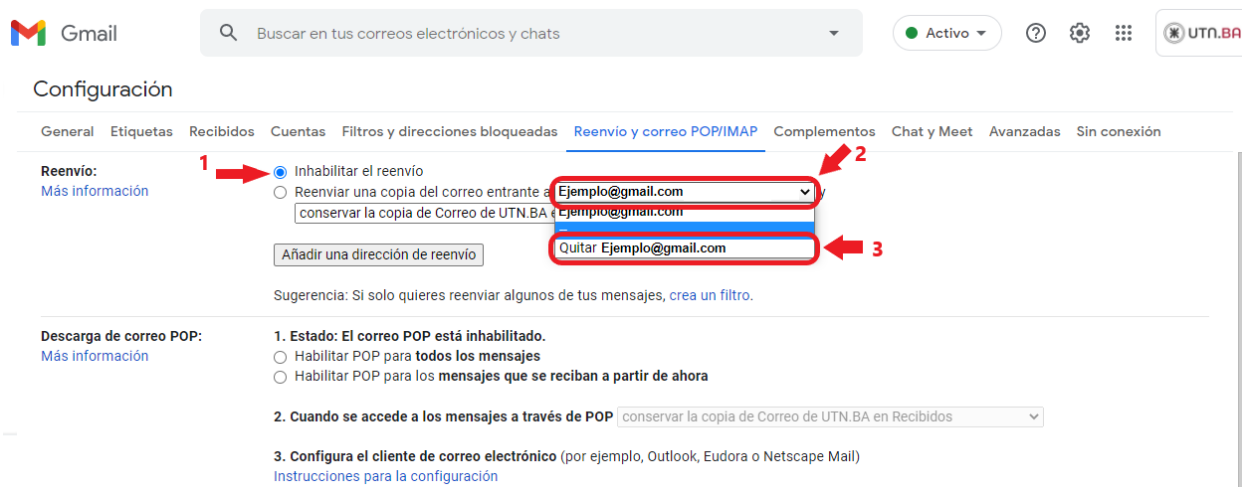 Gmail
Buscar en tus correos electrónicos y chats
Activo
UTN.BA
Configuración
General Etiquetas Recibidos Cuentas Filtros y direcciones bloqueadas Reenvío y correo POP/IMAP Complementos Chat y Meet Avanzadas Sin conexión
Reenvío:
Más información
1
Inhabilitar el reenvío
2
Reenviar una copia del correo entrante a Ejemplo@gmail.com y
conservar la copia de Correo de UTN.BA e
Ejemplo@gmail.com
Quitar Ejemplo@gmail.com
3
Añadir una dirección de reenvío
Sugerencia: Si solo quieres reenviar algunos de tus mensajes, crea un filtro.
Descarga de correo POP:
Más información
1. Estado: El correo POP está inhabilitado.
Habilitar POP para todos los mensajes
Habilitar POP para los mensajes que se reciban a partir de ahora
2. Cuando se accede a los mensajes a través de POP conservar la copia de Correo de UTN.BA en Recibidos
3. Configura el cliente de correo electrónico (por ejemplo, Outlook, Eudora o Netscape Mail)
Instrucciones para la configuración